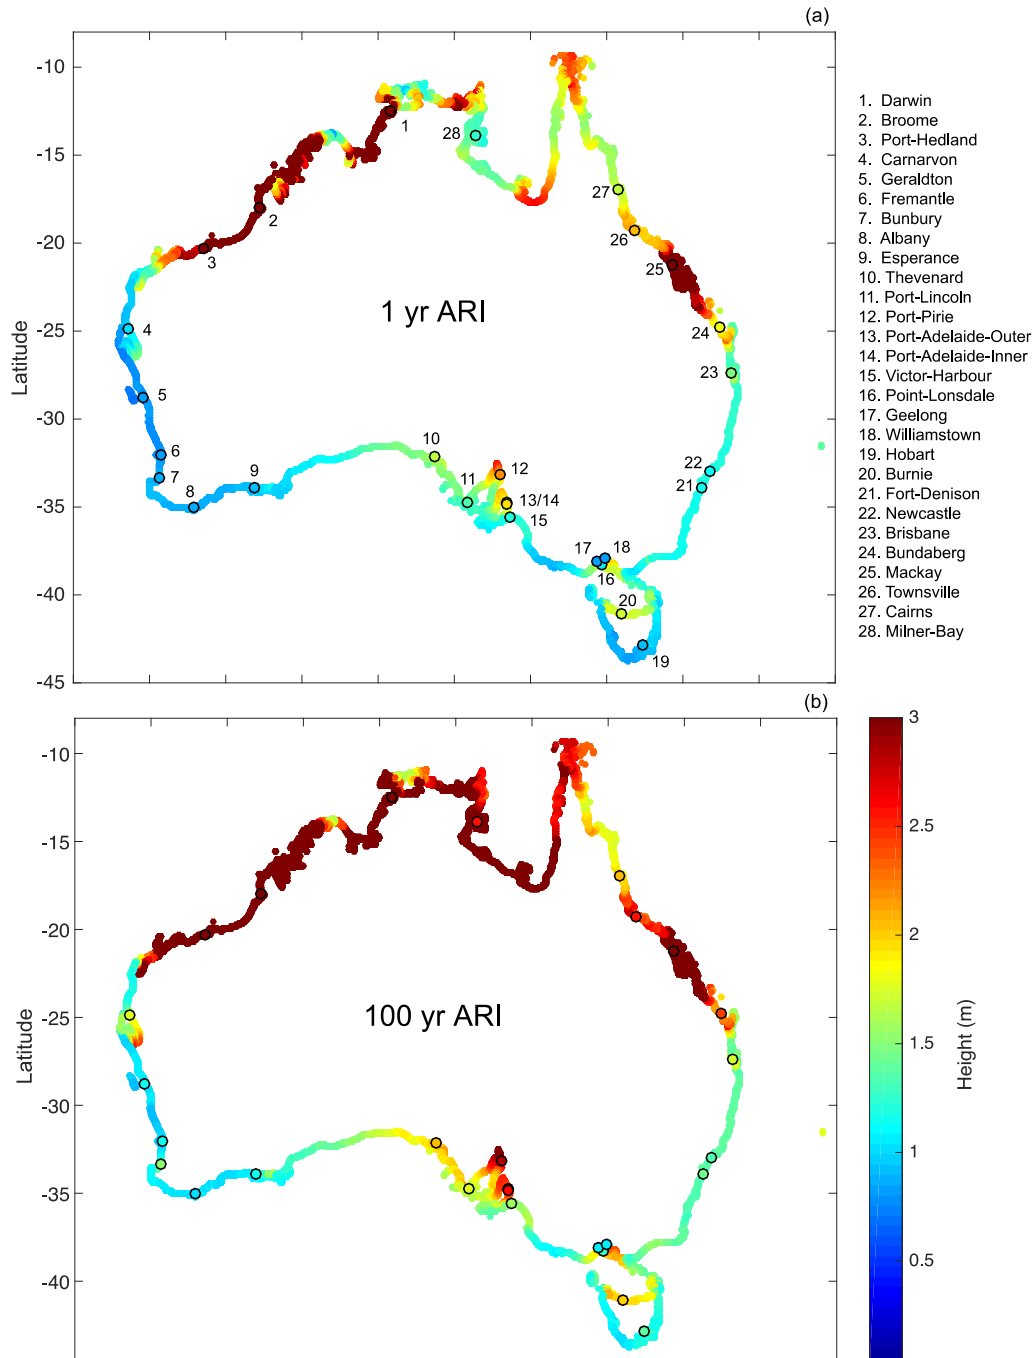 (a)
-10
-15
-20
-25
-30
-35
-40
-45
Latitude
1 yr ARI
1
2
3
4
5
6
7
8
9
10
11
12
13/14
15
16
17
18
19
20
21
22
23
24
25
26
27
28
1. Darwin
2. Broome
3. Port-Hedland
4. Carnarvon
5. Geraldton
6. Fremantle
7. Bunbury
8. Albany
9. Esperance
10. Thevenard
11. Port-Lincoln
12. Port-Pirie
13. Port-Adelaide-Outer
14. Port-Adelaide-Inner
15. Victor-Harbour
16. Point-Lonsdale
17. Geelong
18. Williamstown
19. Hobart
20. Burnie
21. Fort-Denison
22. Newcastle
23. Brisbane
24. Bundaberg
25. Mackay
26. Townsville
27. Cairns
28. Milner-Bay
(b)
-10
-15
-20
-25
-30
-35
-40
Latitude
100 yr ARI
3
2.5
2
1.5
1
0.5
Height (m)